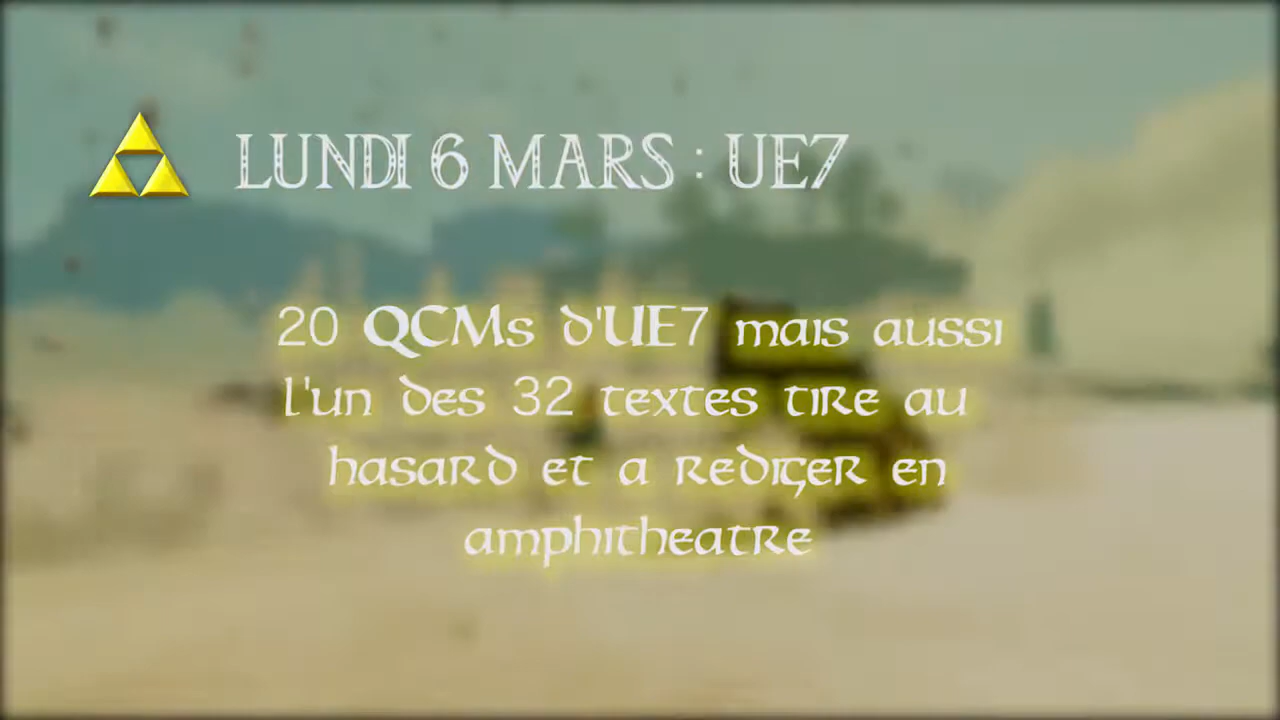 LUNDI 6 MARS : UE7
20 QCMs d'UE7 mais aussi
l'un des 32 textes tire au
hasard et a rediger en
amphitheatre